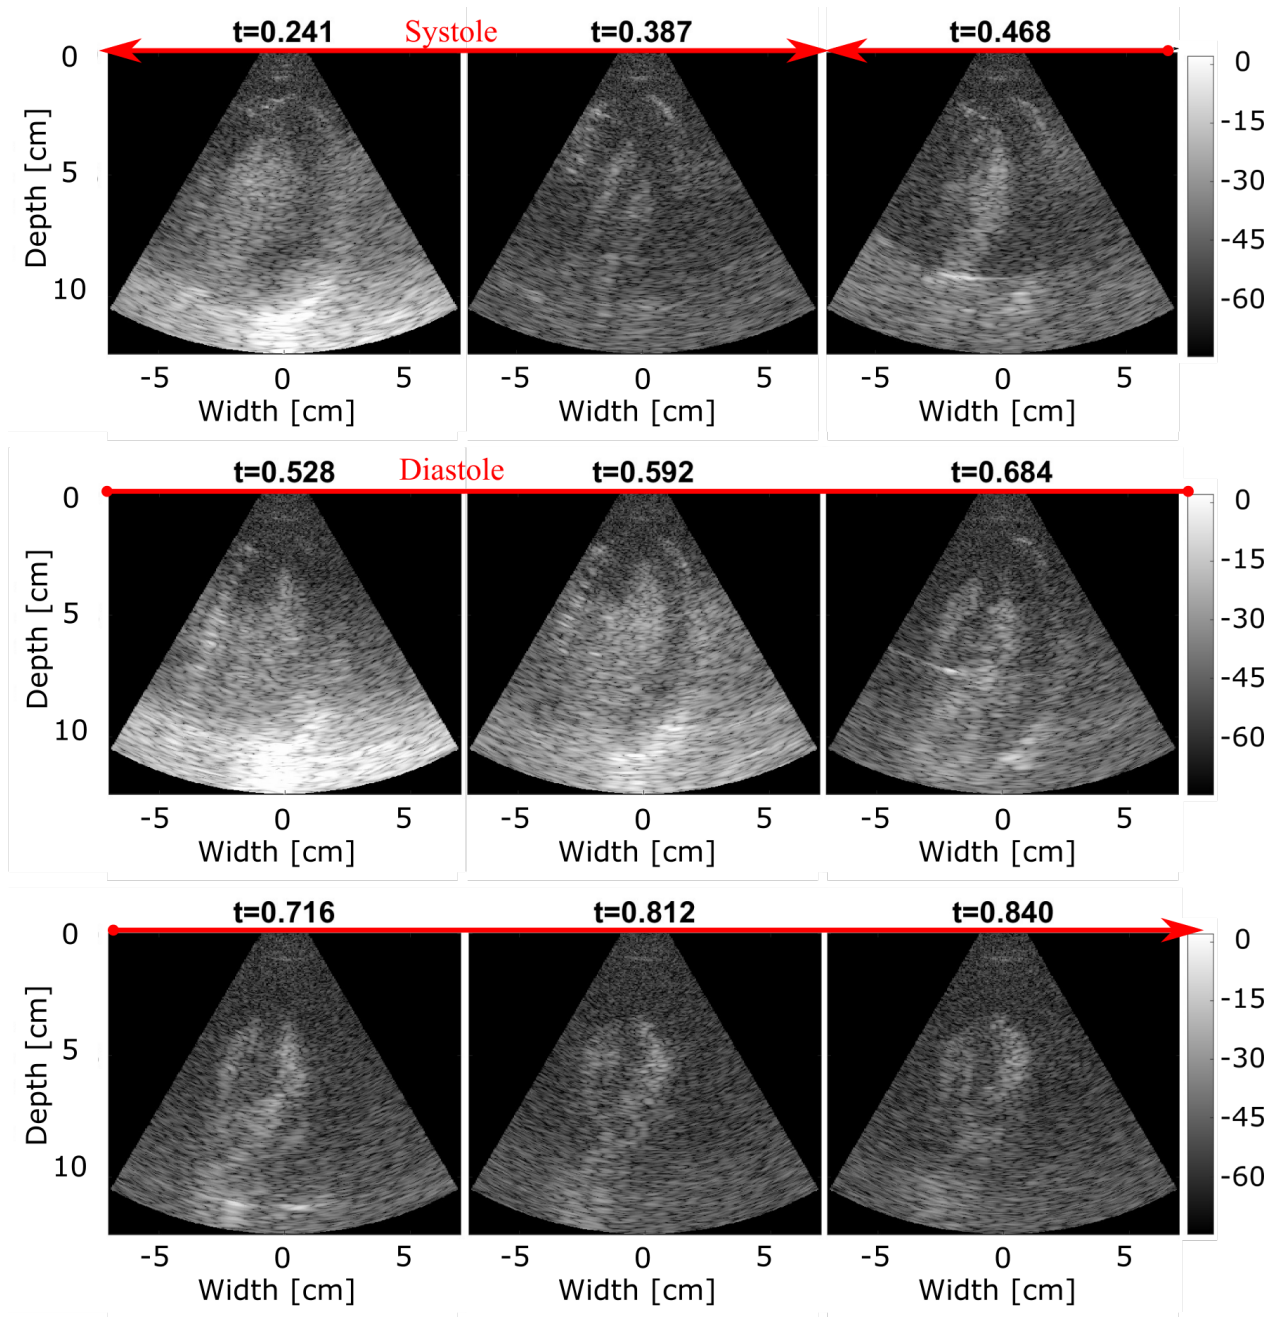 t=0.241 Systole t=0.387 t=0.468
0 0
Depth [cm] 5 10
-15
-30
-45
-60
-5 0 5 -5 0 5 -5 0 5
Width [cm] Width [cm] Width [cm]
t=0.528 Diastole t=0.592 t=0.684
0 0
Depth [cm] 5 10
-15
-30
-45
-60
-5 0 5 -5 0 5 -5 0 5
Width [cm] Width [cm] Width [cm]
t=0.716 t=0.812 t=0.840
0 0
Depth [cm] 5 10
-15
-30
-45
-60
-5 0 5 -5 0 5 -5 0 5
Width [cm] Width [cm] Width [cm]